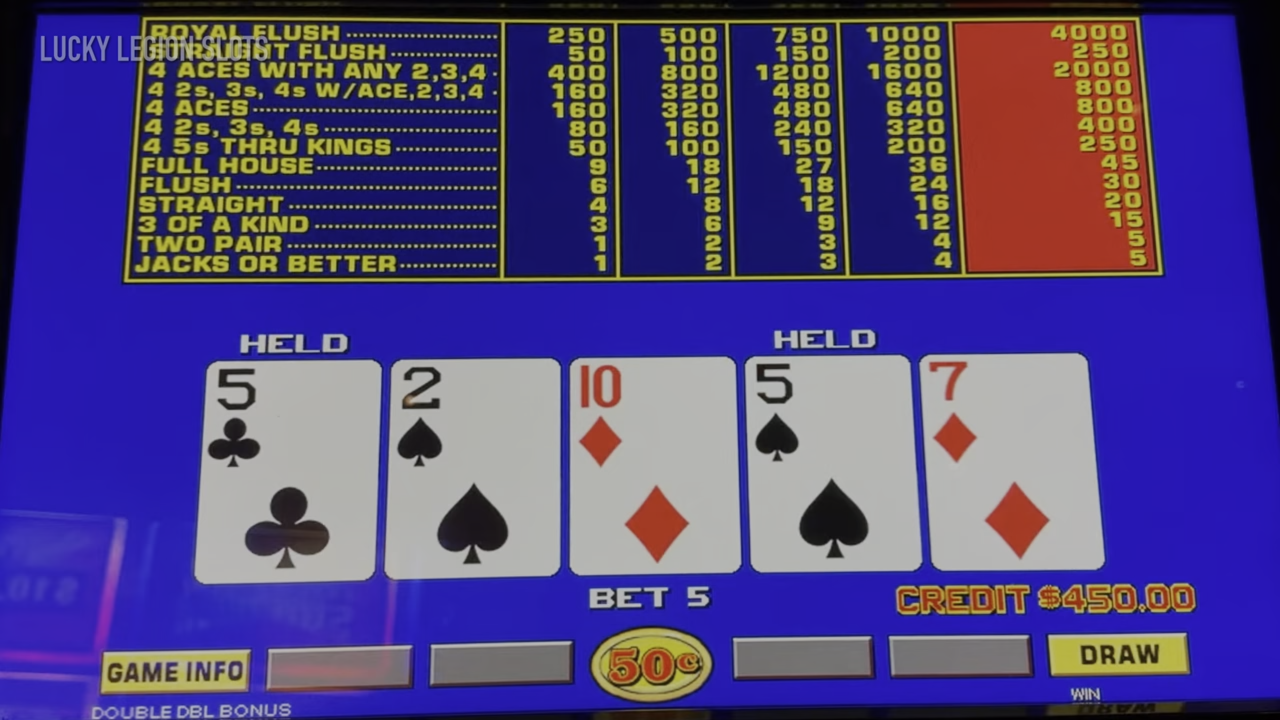 ROYAL FLUSH 250 500 750 1000 4000
LUCKY LEGION SLOTS
FLUSH 50 100 150 200 250
4 ACES WITH ANY 2,3,4 400 800 1200 1600 2000
4 2s, 3s, 4s W/ACE,2,3,4 160 320 480 640 800
4 ACES 160 320 480 640 800
4 2s, 3s, 4s 80 160 240 320 400
4 5s THRU KINGS 50 100 150 200 250
FULL HOUSE 9 18 27 36 45
FLUSH 6 12 18 24 30
STRAIGHT 4 8 12 16 20
3 OF A KIND 3 6 9 12 15
TWO PAIR 1 2 3 4 5
JACKS OR BETTER 1 2 3 4 5
HELD HELD
5 2 10 5 7
BET 5 CREDIT $450.00
GAME INFO 50¢ DRAW
WIN
DOUBLE DBL BONUS